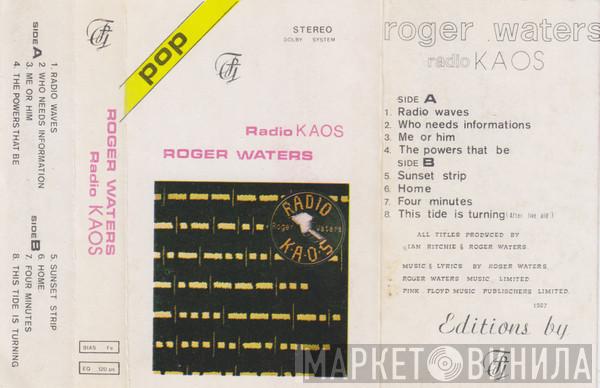 SIDE A
1. RADIO WAVES
2. WHO NEEDS INFORMATION
3. ME OR HIM
4. THE POWERS THAT BE
SIDE B
5. SUNSET STRIP
6. HOME
7. FOUR MINUTES
8. THIS TIDE IS TURNING
ROGER WATERS
Radio KAOS
BIAS Fe
EQ 120 µs
pop
STEREO
DOLBY SYSTEM
Radio KAOS
ROGER WATERS
RADIO
Roger Waters
K·A·O·S
roger waters
radio KAOS
SIDE A
1. Radio waves
2. Who needs informations
3. Me or him
4. The powers that be
SIDE B
5. Sunset strip
6. Home
7. Four minutes
8. This tide is turning (After live aid)
ALL TITLES PRODUCED BY
IAN RITCHIE & ROGER WATERS.
MUSIC & LYRICS BY ROGER WATERS,
ROGER WATERS MUSIC LIMITED
PINK FLOYD MUSIC PUBLISCHERS LIMITED.
1987
Editions by
МАРКЕТ ВИНИЛА